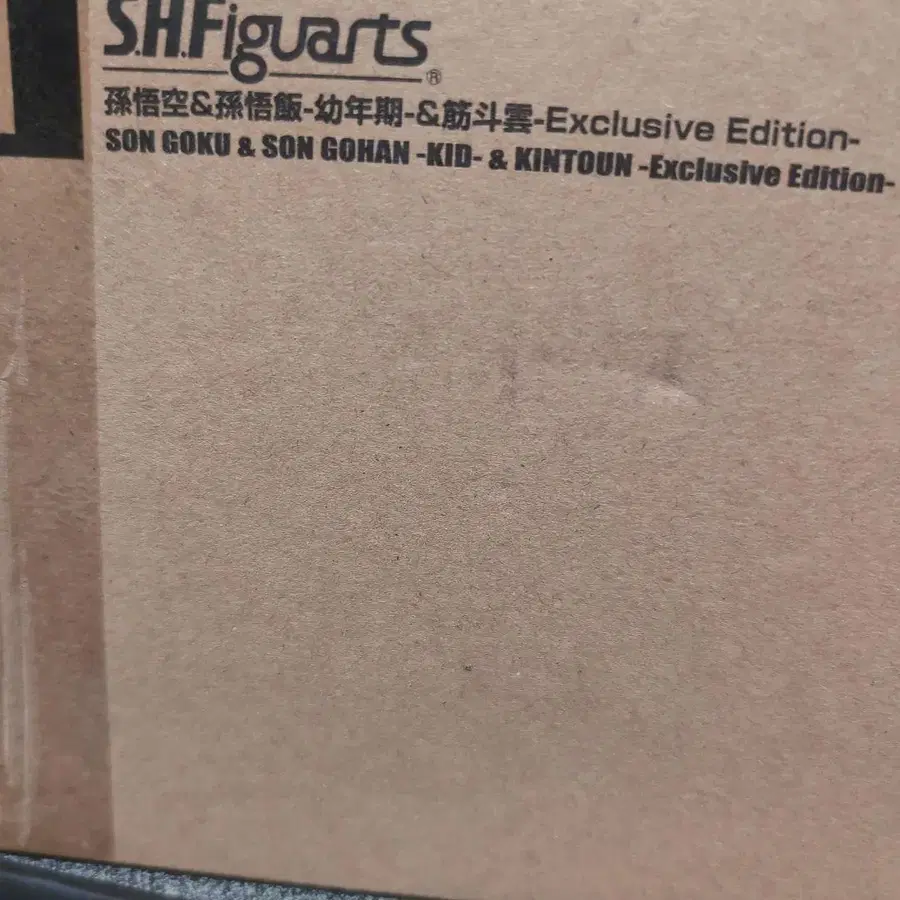 S.H.Figuarts®
孫悟空&孫悟飯-幼年期-&筋斗雲-Exclusive Edition-
SON GOKU & SON GOHAN -KID- & KINTOUN -Exclusive Edition-